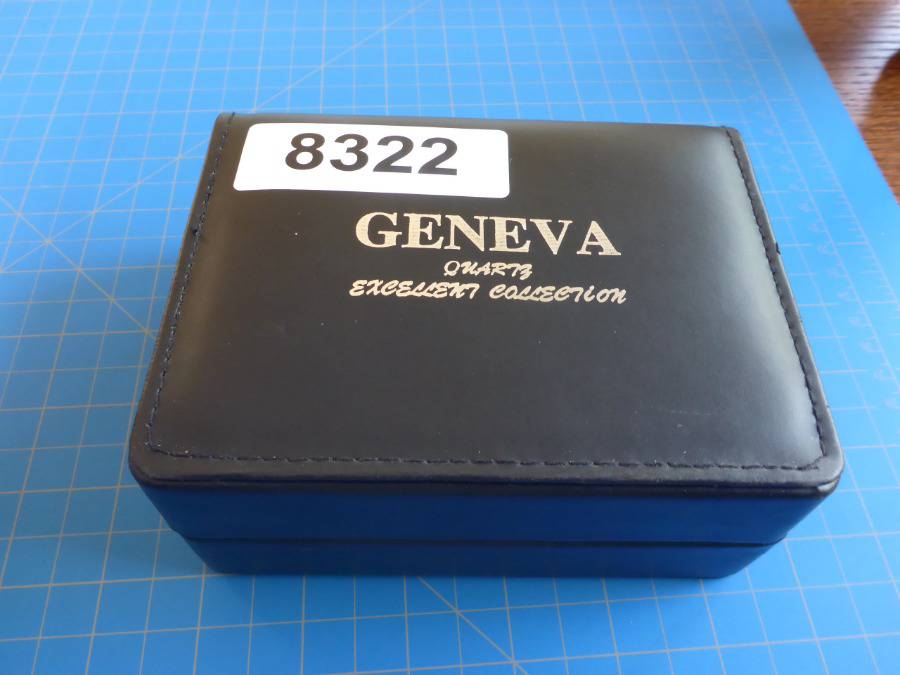 8322
GENEVA
QUARTZ
EXCELLENT COLLECTION